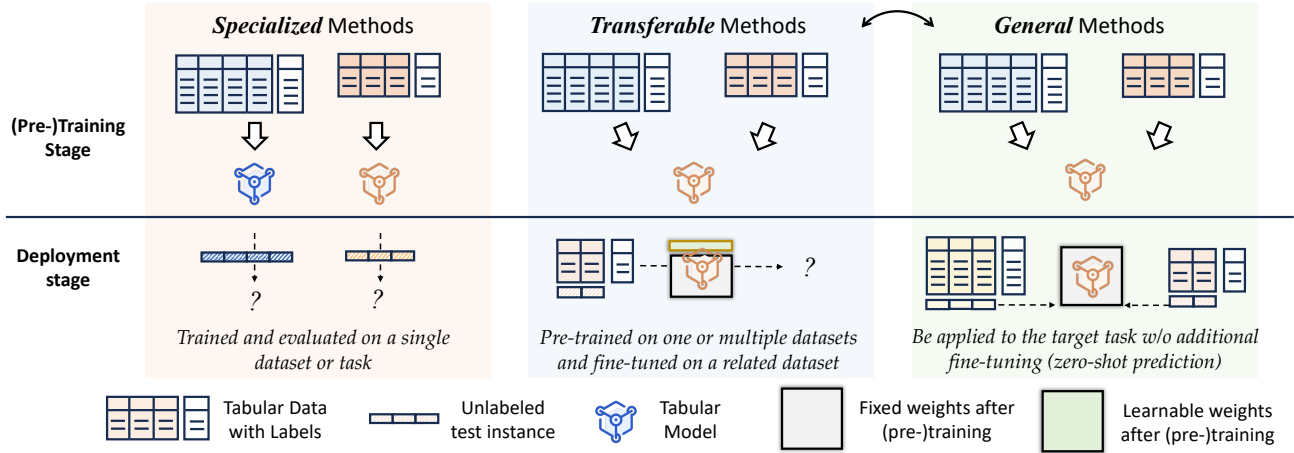 Specialized Methods
Transferable Methods
General Methods
(Pre-)Training
Stage
Deployment
stage
?
?
?
Trained and evaluated on a single
dataset or task
Pre-trained on one or multiple datasets
and fine-tuned on a related dataset
Be applied to the target task w/o additional
fine-tuning (zero-shot prediction)
Tabular Data
with Labels
Unlabeled
test instance
Tabular
Model
Fixed weights after
(pre-)training
Learnable weights
after (pre-)training